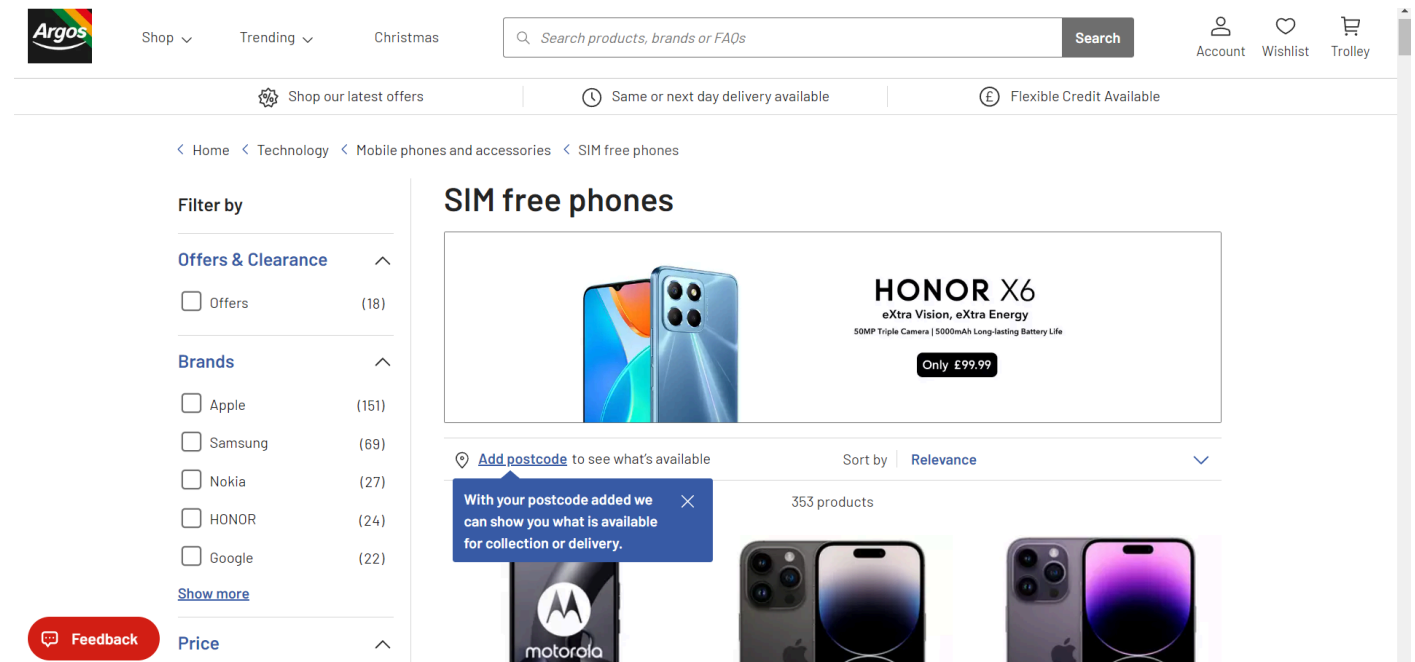 Argos
Shop
Trending
Christmas
Search products, brands or FAQs
Search
Account
Wishlist
Trolley
Shop our latest offers
Same or next day delivery available
Flexible Credit Available
Home
Technology
Mobile phones and accessories
SIM free phones
Filter by
Offers & Clearance
Offers (18)
Brands
Apple (151)
Samsung (69)
Nokia (27)
HONOR (24)
Google (22)
Show more
Price
Feedback
SIM free phones
HONOR X6
eXtra Vision, eXtra Energy
50MP Triple Camera | 5000mAh Long-lasting Battery Life
Only £99.99
Add postcode to see what's available
Sort by Relevance
With your postcode added we
can show you what is available
for collection or delivery.
353 products
motorola